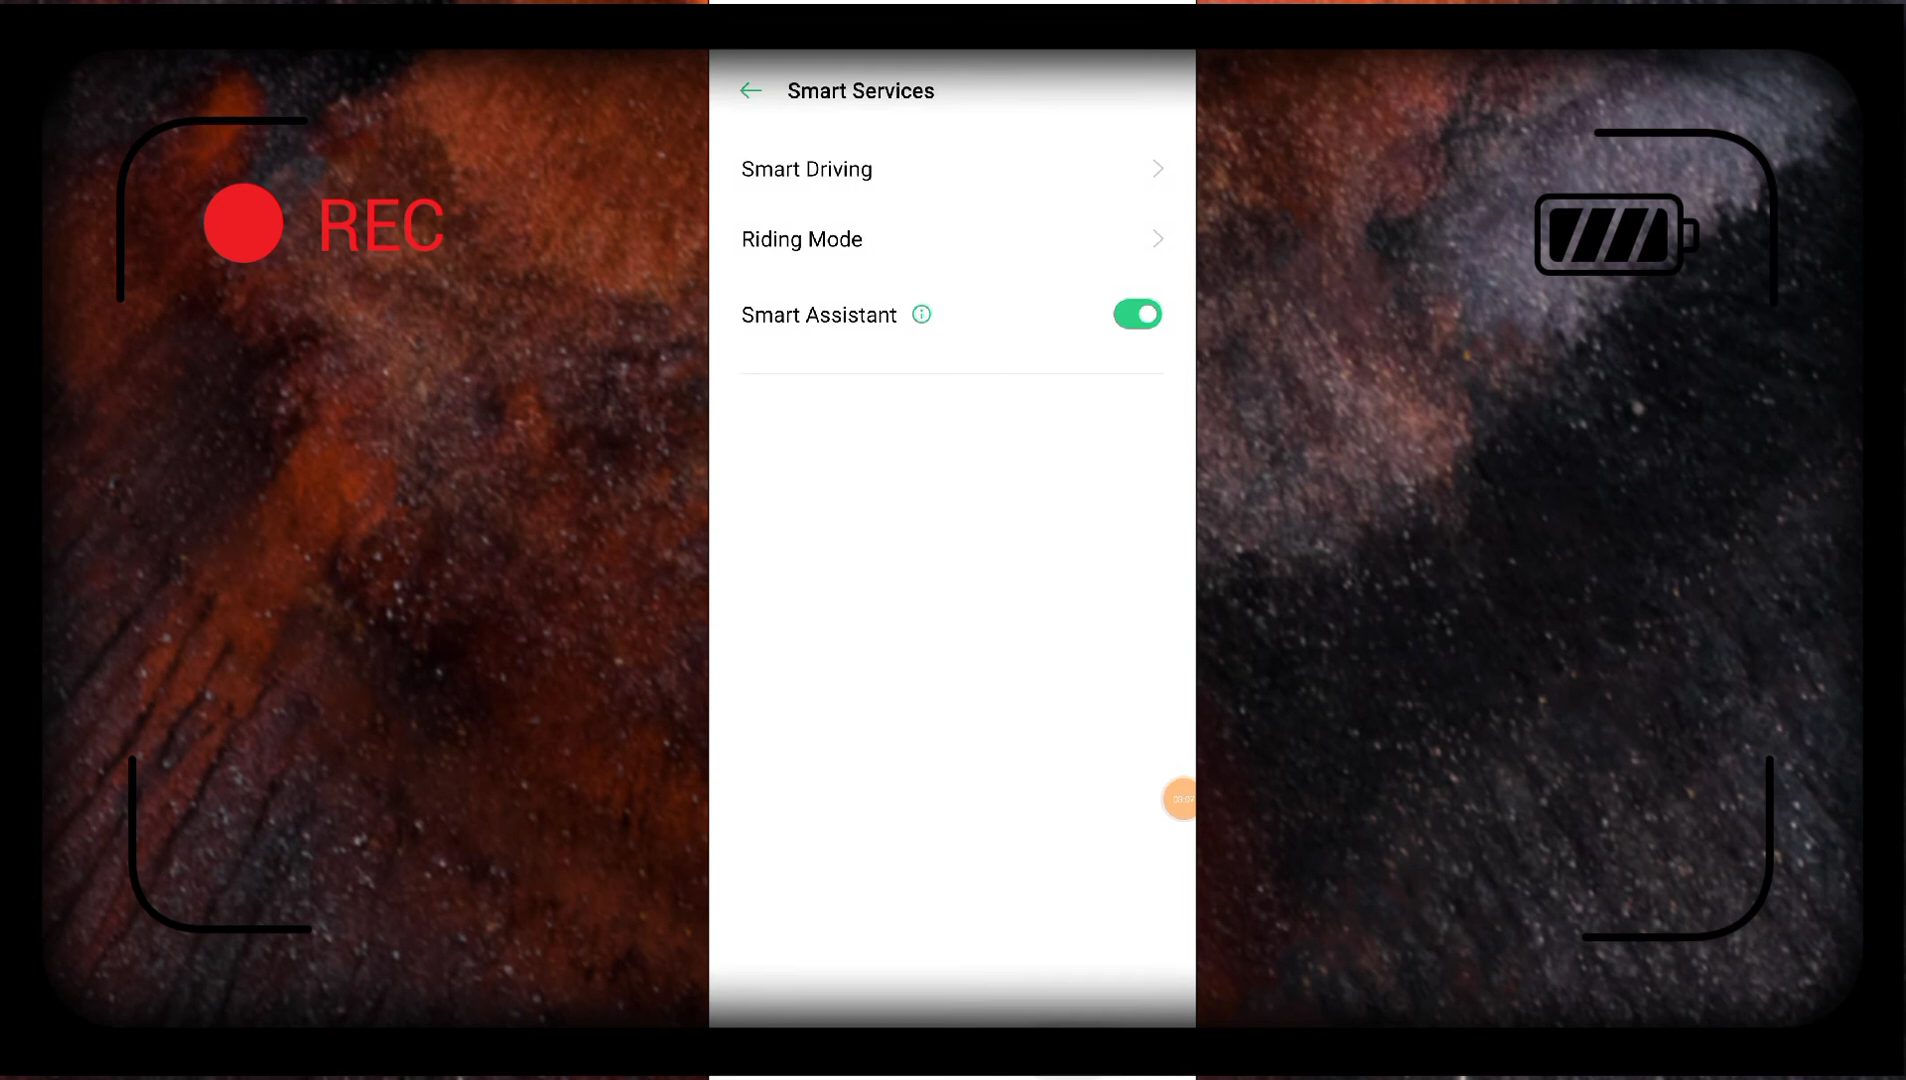 Smart Services
Smart Driving
REC
Riding Mode
Smart Assistant